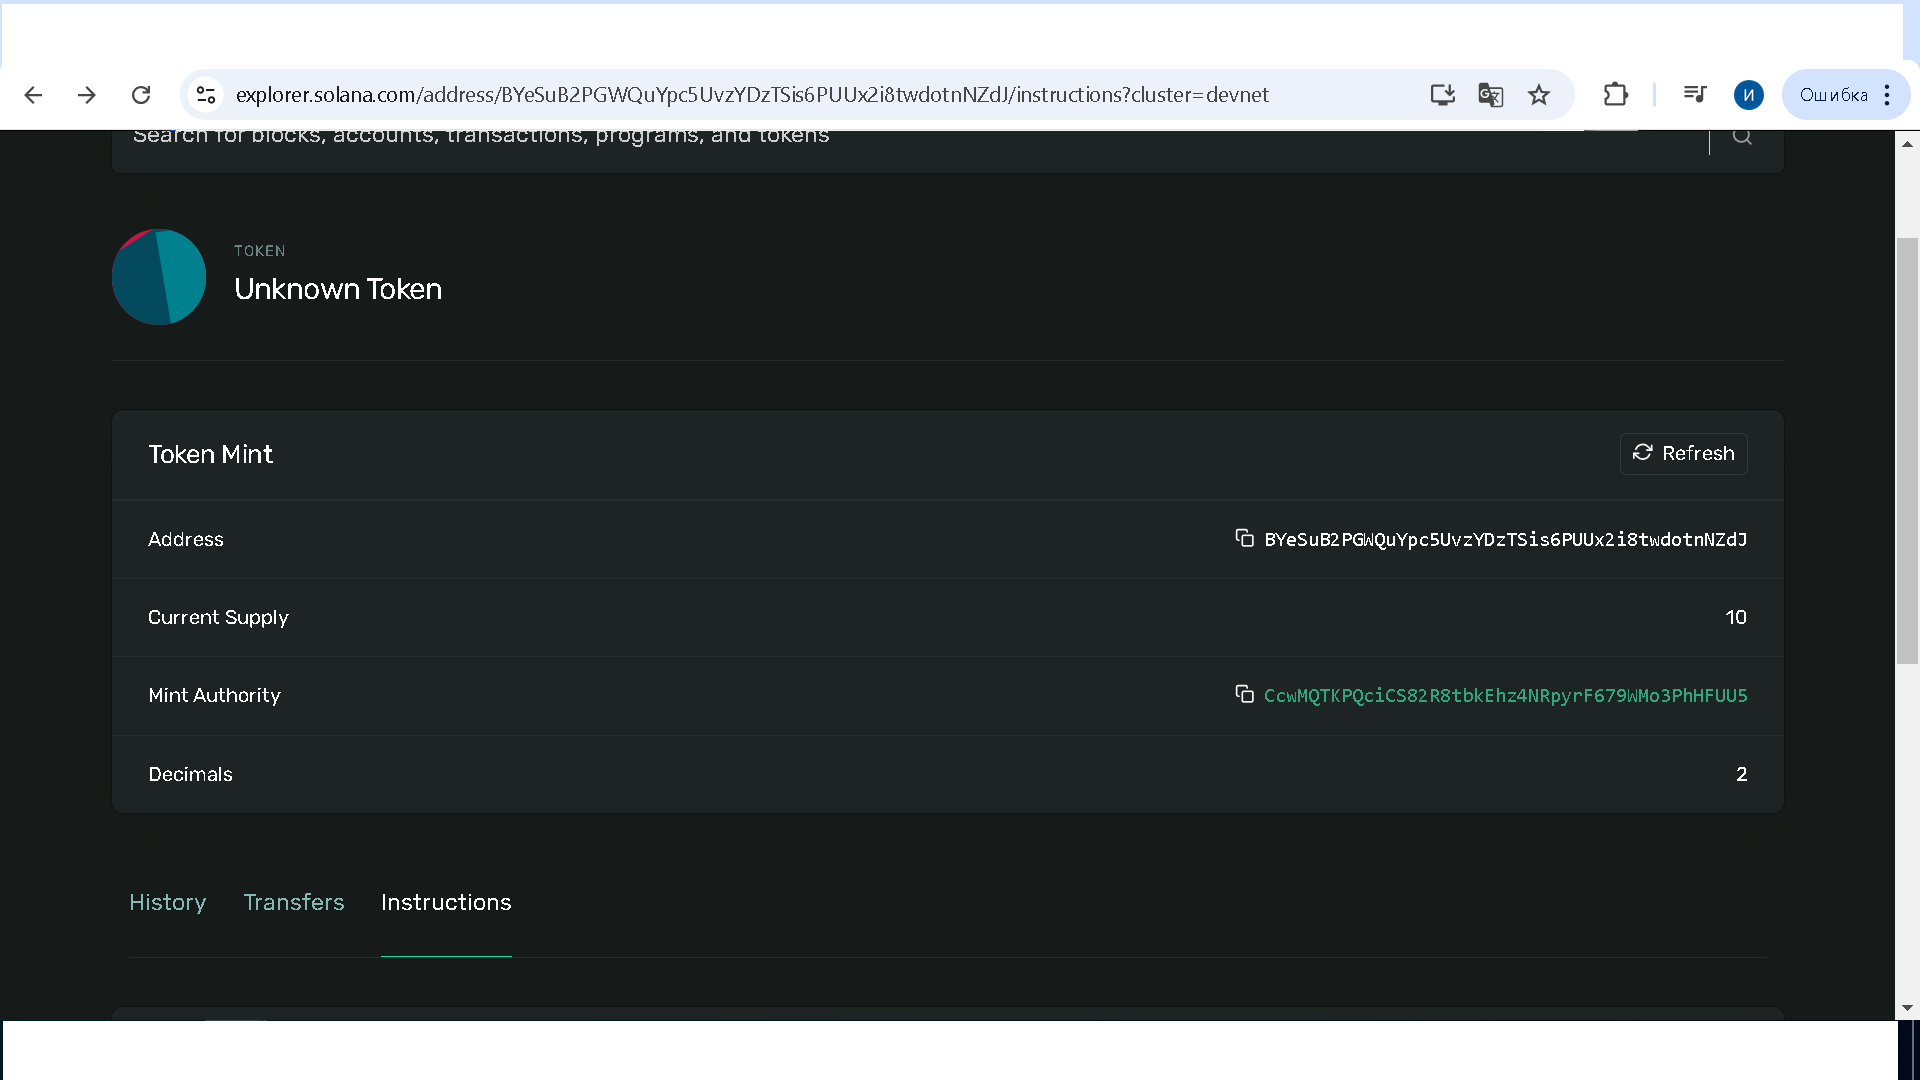 explorer.solana.com/address/BYeSuB2PGWQuYpc5UvzYDzTSis6PUUx2i8twdotnNZdJ/instructions?cluster=devnet
И
Ошибка
Search for blocks, accounts, transactions, programs, and tokens
TOKEN
Unknown Token
Token Mint
Refresh
Address
BYeSuB2PGWQuYpc5UvzYDzTSis6PUUx2i8twdotnNZdJ
Current Supply
10
Mint Authority
CcwMQTKPQciCS82R8tbkEhz4NRpyrF679WMo3PhHFUU5
Decimals
2
History
Transfers
Instructions